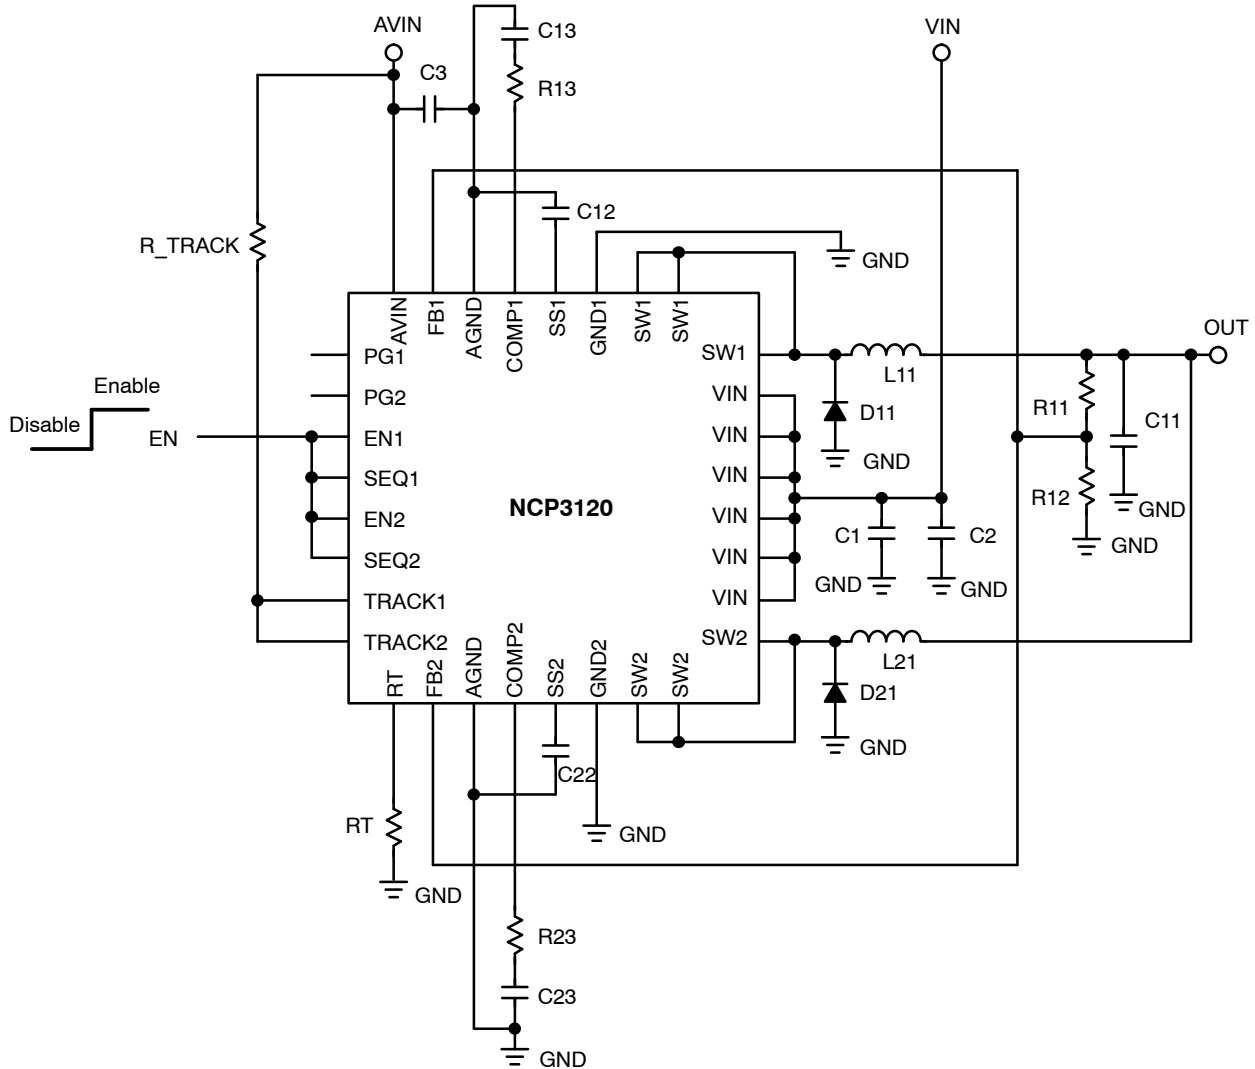 AVIN
C13
VIN
C3
R13
C12
R_TRACK
GND
AVIN
FB1
AGND
COMP1
SS1
GND1
SW1
SW1
OUT
PG1
SW1
L11
Enable
PG2
VIN
R11
D11
C11
Disable
EN
EN1
VIN
GND
SEQ1
VIN
R12
NCP3120
GND
EN2
VIN
C1
C2
GND
SEQ2
VIN
GND
GND
TRACK1
VIN
TRACK2
SW2
L21
RT
FB2
AGND
COMP2
SS2
GND2
SW2
SW2
D21
GND
C22
RT
GND
GND
R23
C23
GND